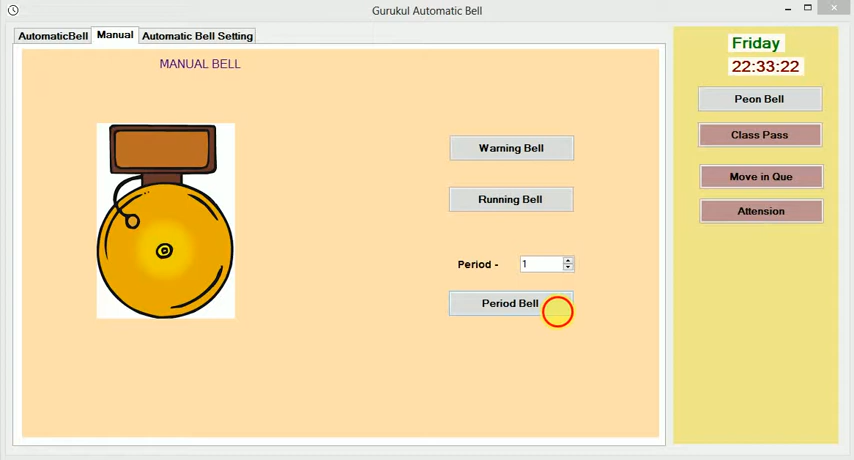 Gurukul Automatic Bell
AutomaticBell Manual Automatic Bell Setting
MANUAL BELL
Warning Bell
Running Bell
Period - 1
Period Bell
Friday
22:33:22
Peon Bell
Class Pass
Move in Que
Attension